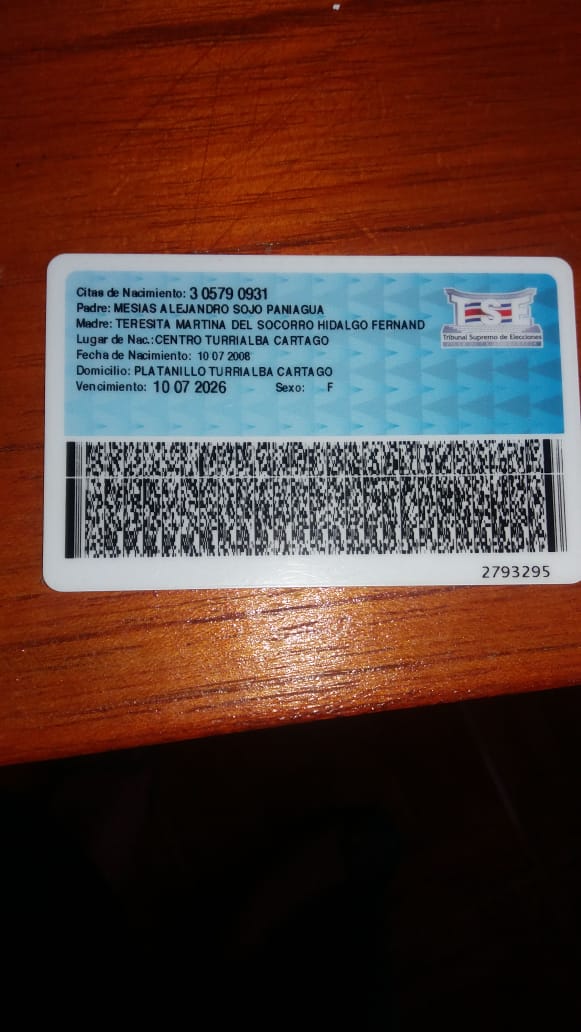 Citas de Nacimiento: 3 0579 0931
Padre: MESIAS ALEJANDRO SOJO PANIAGUA
Madre: TERESITA MARTINA DEL SOCORRO HIDALGO FERNAND
Lugar de Nac.:CENTRO TURRIALBA CARTAGO
Fecha de Nacimiento: 10 07 2008
Domicilio: PLATANILLO TURRIALBA CARTAGO
Vencimiento: 10 07 2026 Sexo: F
TSE
Tribunal Supremo de Elecciones
2793295